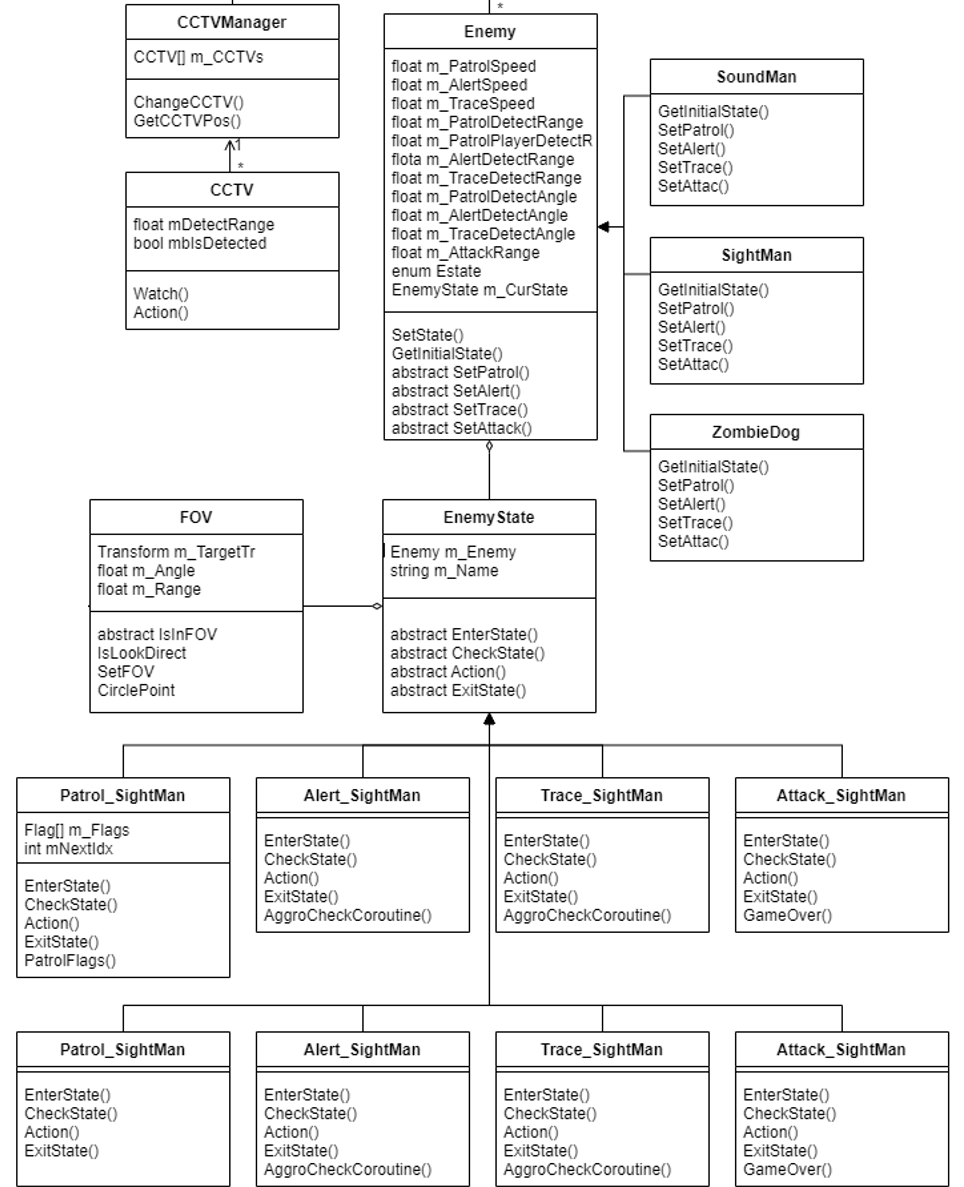 CCTVManager
CCTV[] m_CCTVs
ChangeCCTV()
GetCCTVPos()
1
*
CCTV
float mDetectRange
bool mbIsDetected
Watch()
Action()
*
Enemy
float m_PatrolSpeed
float m_AlertSpeed
float m_TraceSpeed
float m_PatrolDetectRange
float m_PatrolPlayerDetectR
flota m_AlertDetectRange
float m_TraceDetectRange
float m_PatrolDetectAngle
float m_AlertDetectAngle
float m_TraceDetectAngle
float m_AttackRange
enum Estate
EnemyState m_CurState
SetState()
GetInitialState()
abstract SetPatrol()
abstract SetAlert()
abstract SetTrace()
abstract SetAttack()
SoundMan
GetInitialState()
SetPatrol()
SetAlert()
SetTrace()
SetAttac()
SightMan
GetInitialState()
SetPatrol()
SetAlert()
SetTrace()
SetAttac()
ZombieDog
GetInitialState()
SetPatrol()
SetAlert()
SetTrace()
SetAttac()
FOV
Transform m_TargetTr
float m_Angle
float m_Range
abstract IsInFOV
IsLookDirect
SetFOV
CirclePoint
EnemyState
Enemy m_Enemy
string m_Name
abstract EnterState()
abstract CheckState()
abstract Action()
abstract ExitState()
Patrol_SightMan
Flag[] m_Flags
int mNextIdx
EnterState()
CheckState()
Action()
ExitState()
PatrolFlags()
Alert_SightMan
EnterState()
CheckState()
Action()
ExitState()
AggroCheckCoroutine()
Trace_SightMan
EnterState()
CheckState()
Action()
ExitState()
AggroCheckCoroutine()
Attack_SightMan
EnterState()
CheckState()
Action()
ExitState()
GameOver()
Patrol_SightMan
EnterState()
CheckState()
Action()
ExitState()
Alert_SightMan
EnterState()
CheckState()
Action()
ExitState()
AggroCheckCoroutine()
Trace_SightMan
EnterState()
CheckState()
Action()
ExitState()
AggroCheckCoroutine()
Attack_SightMan
EnterState()
CheckState()
Action()
ExitState()
GameOver()